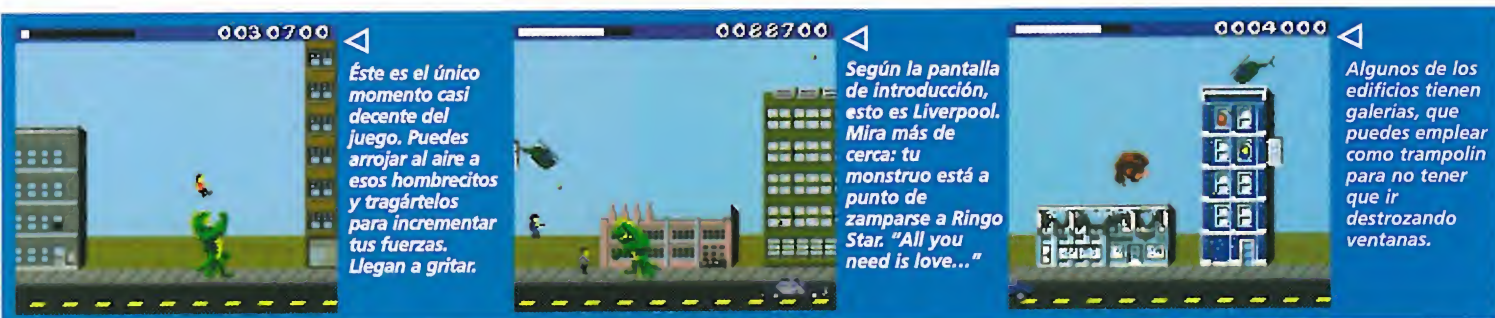 0030700
Éste es el único
momento casi
decente del
juego. Puedes
arrojar al aire a
esos hombrecitos
y tragártelos
para incrementar
tus fuerzas.
Llegan a gritar.
0088700
Según la pantalla
de introducción,
esto es Liverpool.
Mira más de
cerca: tu
monstruo está a
punto de
zamparse a Ringo
Star. "All you
need is love..."
0004000
Algunos de los
edificios tienen
galerías, que
puedes emplear
como trampolín
para no tener
que ir
destrozando
ventanas.